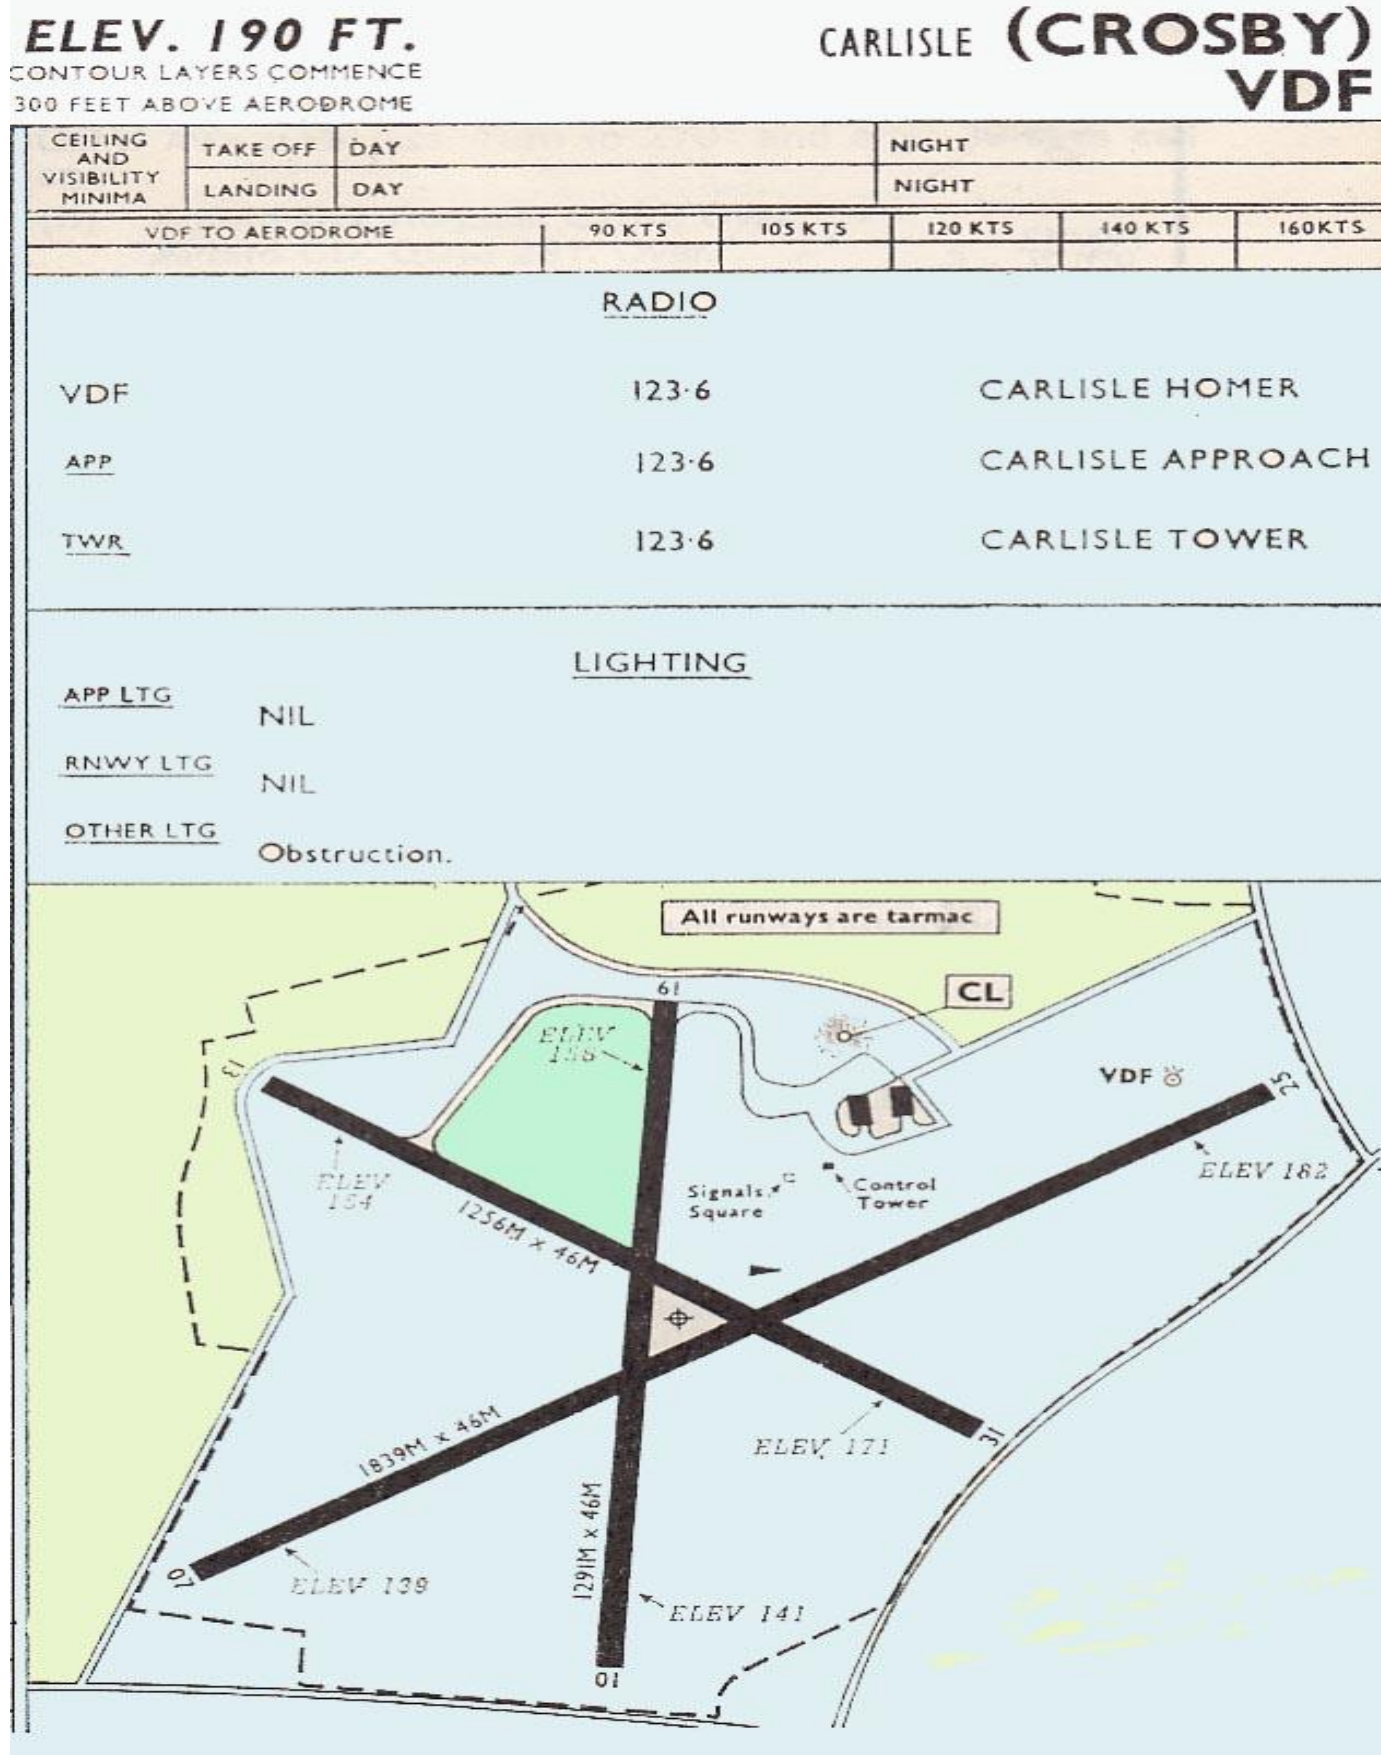 ELEV. 190 FT.
CONTOUR LAYERS COMMENCE
300 FEET ABOVE AERODROME
CARLISLE (CROSBY)
VDF
CEILING
AND
VISIBILITY
MINIMA
TAKE OFF DAY NIGHT
LANDING DAY NIGHT
VDF TO AERODROME 90 KTS 105 KTS 120 KTS 140 KTS 160KTS
RADIO
VDF 123·6 CARLISLE HOMER
APP 123·6 CARLISLE APPROACH
TWR 123·6 CARLISLE TOWER
LIGHTING
APP LTG
NIL
RNWY LTG
NIL
OTHER LTG
Obstruction.
All runways are tarmac
19
CL
ELEV
13
VDF
25
ELEV
154
ELEV 182
Signals
Square
Control
Tower
1256M x 46M
1839M x 46M
ELEV 171
31
1291M x 46M
07
ELEV 139
ELEV 141
01